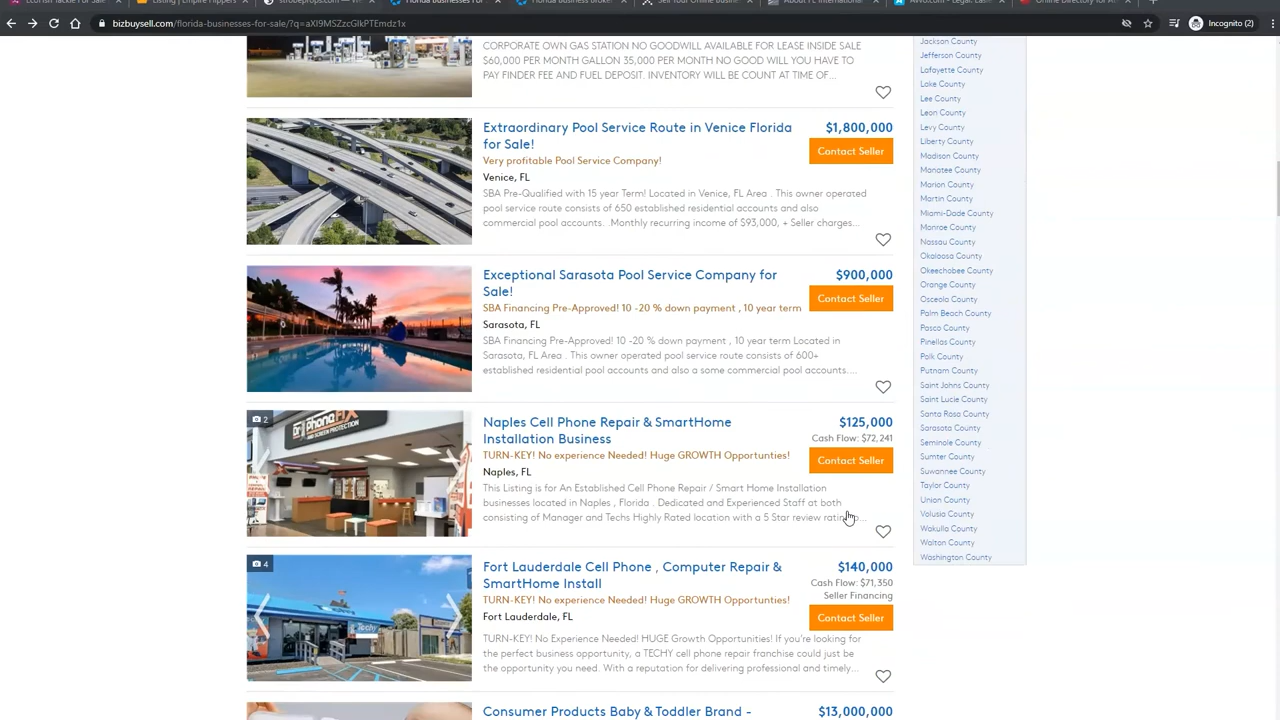 Listing | Empire Flippers
bizbuysell.com/florida-businesses-for-sale/?q=aXI9MSZzcGlkPTEmdz1x
Incognito (2)
CORPORATE OWN GAS STATION NO GOODWILL AVAILABLE FOR LEASE INSIDE SALE
$60,000 PERMONTH GALLON 35,000 PER MONTH NO GOOD WILL YOU HAVE TO
PAY FINDER FEE AND FUEL DEPOSIT. INVENTORY WILL BE COUNT AT TIME OF...
Extraordinary Pool Service Route in Venice Florida
for Sale!
$1,800,000
Contact Seller
Very profitable Pool Service Company!
Venice, FL
SBA Pre-Qualified with 15 year Term! Located in Venice, FL Area . This owner operated
pool service route consists of 650 established residential accounts and also
commercial pool accounts. .Monthly recurring income of $93,000, + Seller charges...
Exceptional Sarasota Pool Service Company for
Sale!
$900,000
Contact Seller
SBA Financing Pre-Approved! 10 -20 % down payment , 10 year term
Sarasota, FL
SBA Financing Pre-Approved! 10 -20 % down payment , 10 year term Located in
Sarasota, FL Area . This owner operated pool service route consists of 600+
established residential pool accounts and also a some commercial pool accounts....
2
Naples Cell Phone Repair & SmartHome
Installation Business
$125,000
Cash Flow: $72,241
Contact Seller
TURN-KEY! No experience Needed! Huge GROWTH Opportunties!
Naples, FL
This Listing is for An Established Cell Phone Repair / Smart Home Installation
businesses located in Naples , Florida . Dedicated and Experienced Staff at both
consisting of Manager and Techs Highly Rated location with a 5 Star review rating
4
Fort Lauderdale Cell Phone , Computer Repair &
SmartHome Install
$140,000
Cash Flow: $71,350
Seller Financing
Contact Seller
TURN-KEY! No experience Needed! Huge GROWTH Opportunties!
Fort Lauderdale, FL
TURN-KEY! No Experience Needed! HUGE Growth Opportunities! If you're looking for
the perfect business opportunity, a TECHY cell phone repair franchise could just be
the opportunity you need. With a reputation for delivering professional and timely...
Consumer Products Baby & Toddler Brand -
$13,000,000
Jackson County
Jefferson County
Lafayette County
Lake County
Lee County
Leon County
Levy County
Liberty County
Madison County
Manatee County
Marion County
Martin County
Miami-Dade County
Monroe County
Nassau County
Okaloosa County
Okeechobee County
Orange County
Osceola County
Palm Beach County
Pasco County
Pinellas County
Polk County
Putnam County
Saint Johns County
Saint Lucie County
Santa Rosa County
Sarasota County
Seminole County
Sumter County
Suwannee County
Taylor County
Union County
Volusia County
Wakulla County
Walton County
Washington County